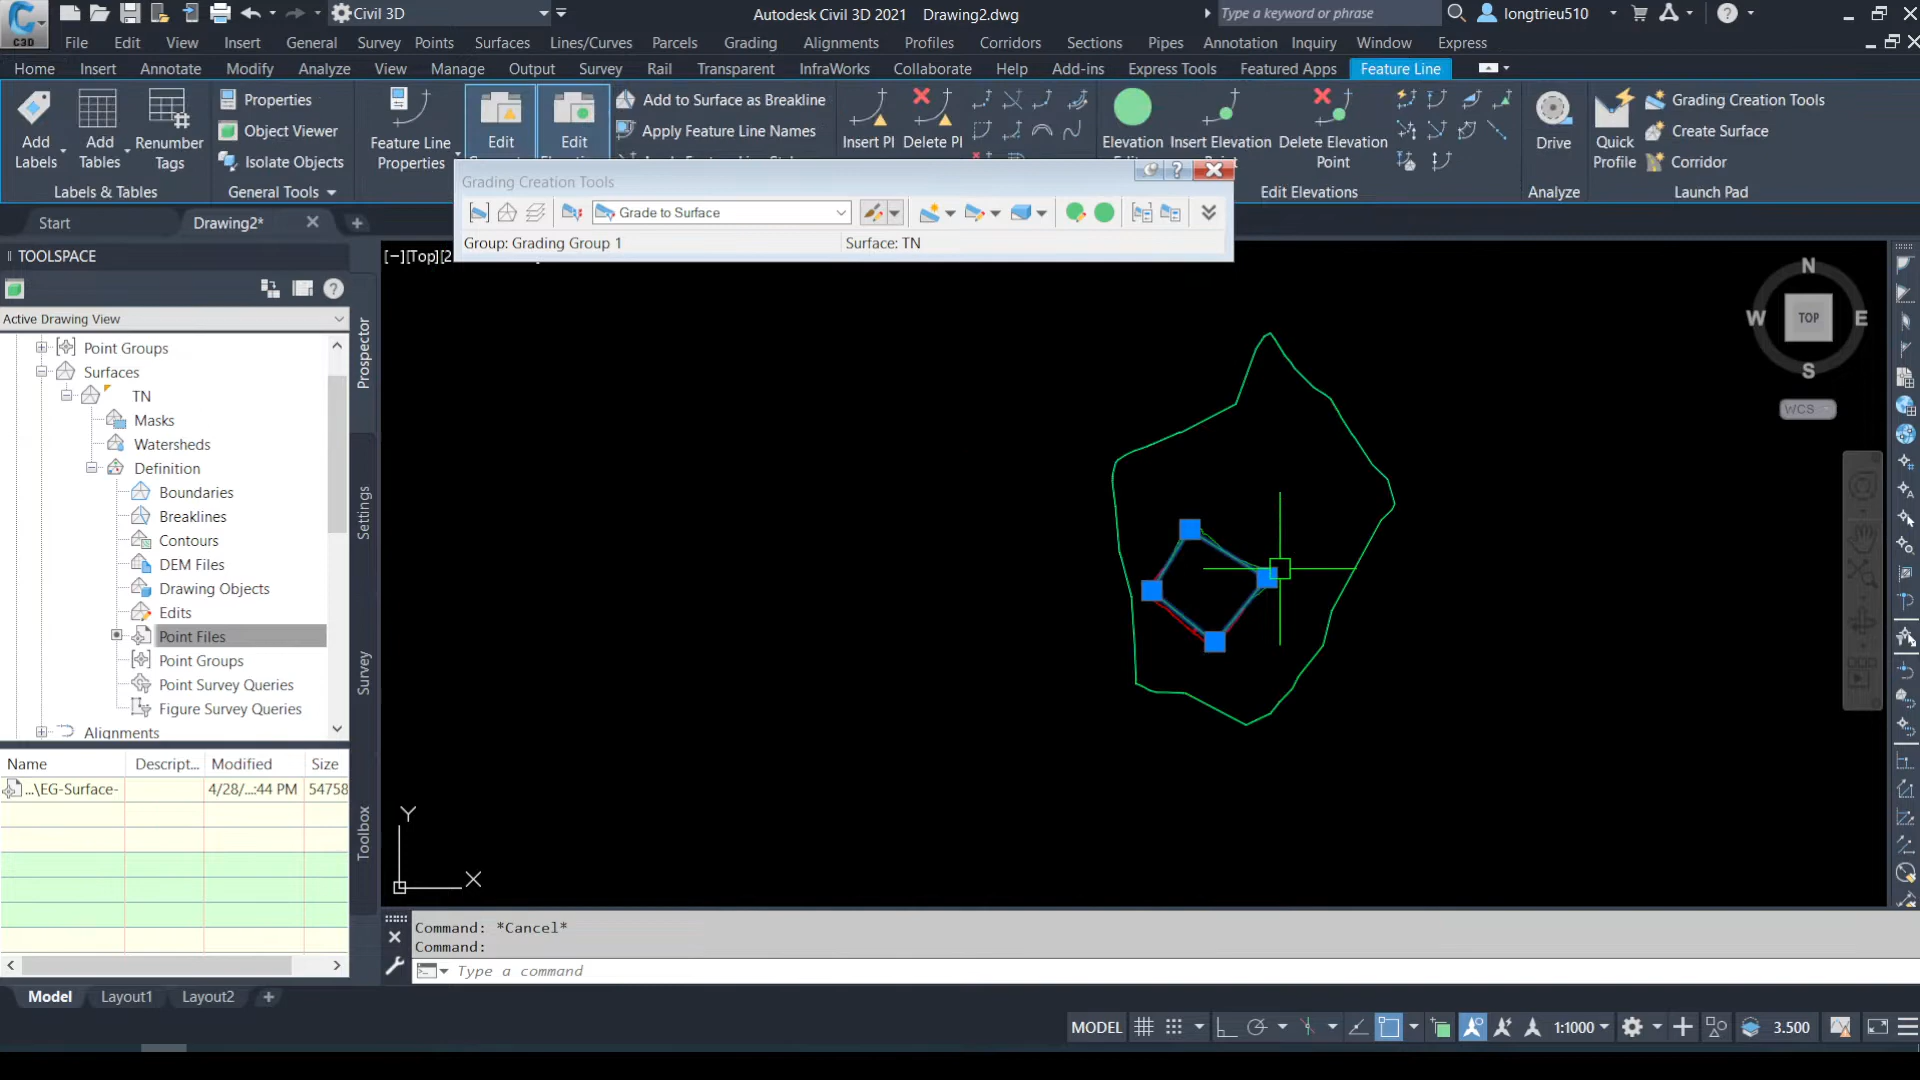 Civil 3D
Autodesk Civil 3D 2021 Drawing2.dwg
Type a keyword or phrase
longtrieu510
C3D
File Edit View Insert General Survey Points Surfaces Lines/Curves Parcels Grading Alignments Profiles Corridors Sections Pipes Annotation Inquiry Window Express
Home Insert Annotate Modify Analyze View Manage Output Survey Rail Transparent InfraWorks Collaborate Help Add-ins Express Tools Featured Apps Feature Line
Add Labels
Add Tables
Renumber Tags
Labels & Tables
Properties
Object Viewer
Isolate Objects
General Tools
Feature Line Properties
Edit
Edit
Add to Surface as Breakline
Apply Feature Line Names
Insert PI
Delete PI
Elevation
Insert Elevation
Delete Elevation Point
Edit Elevations
Drive
Analyze
Quick Profile
Grading Creation Tools
Create Surface
Corridor
Launch Pad
Grading Creation Tools
Grade to Surface
Group: Grading Group 1
Surface: TN
Start
Drawing2*
TOOLSPACE
Active Drawing View
Point Groups
Surfaces
TN
Masks
Watersheds
Definition
Boundaries
Breaklines
Contours
DEM Files
Drawing Objects
Edits
Point Files
Point Groups
Point Survey Queries
Figure Survey Queries
Alignments
Prospector
Settings
Survey
Toolbox
Name Descript... Modified Size
...\EG-Surface- 4/28/...:44 PM 54758
[−][Top][2
N
W TOP E
S
WCS
Y
X
Command: *Cancel*
Command:
Type a command
Model Layout1 Layout2
MODEL
1:1000
3.500